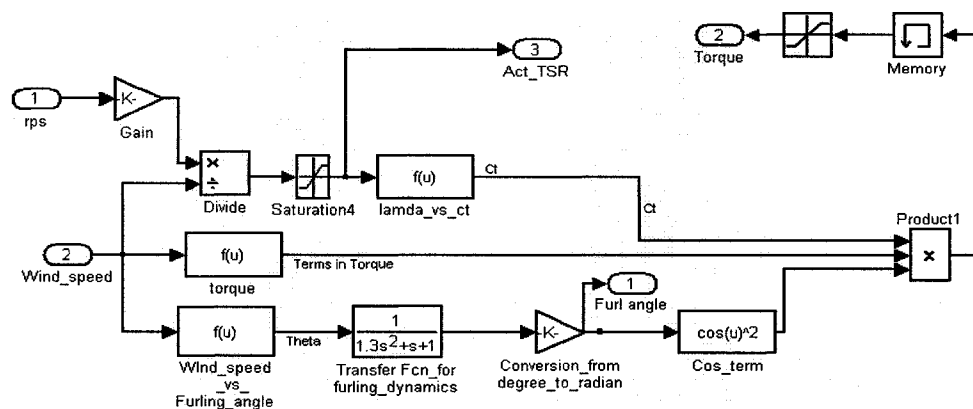 3
Act_TSR
2
Torque
Memory
1
rps
-K-
Gain
×
÷
Divide
Saturation4
f(u)
lamda_vs_ct
Ct
Ct
Product1
×
2
Wind_speed
f(u)
torque
Terms in Torque
1
Furl angle
f(u)
WInd_speed
_vs_
Furling_angle
Theta
1
1.3s²+s+1
Transfer Fcn_for
furling_dynamics
-K-
Conversion_from
degree_to_radian
cos(u)^2
Cos_term